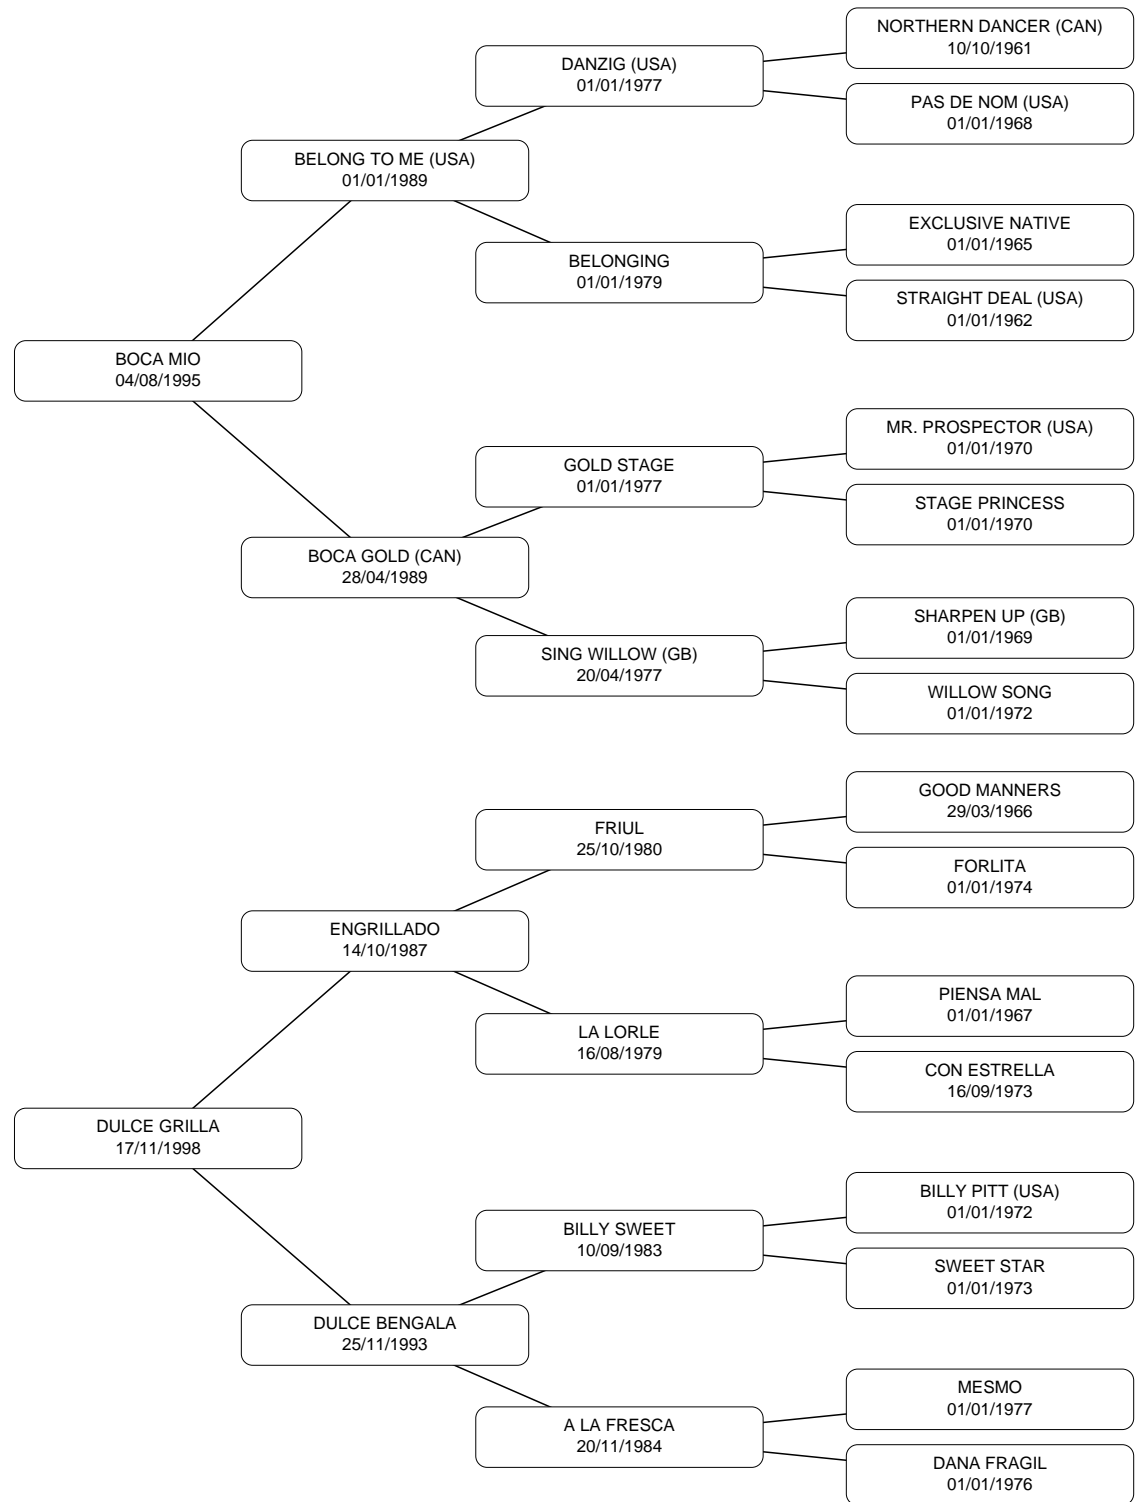 NORTHERN DANCER (CAN)
10/10/1961
DANZIG (USA)
01/01/1977
PAS DE NOM (USA)
01/01/1968
BELONG TO ME (USA)
01/01/1989
EXCLUSIVE NATIVE
01/01/1965
BELONGING
01/01/1979
STRAIGHT DEAL (USA)
01/01/1962
BOCA MIO
04/08/1995
MR. PROSPECTOR (USA)
01/01/1970
GOLD STAGE
01/01/1977
STAGE PRINCESS
01/01/1970
BOCA GOLD (CAN)
28/04/1989
SHARPEN UP (GB)
01/01/1969
SING WILLOW (GB)
20/04/1977
WILLOW SONG
01/01/1972
GOOD MANNERS
29/03/1966
FRIUL
25/10/1980
FORLITA
01/01/1974
ENGRILLADO
14/10/1987
PIENSA MAL
01/01/1967
LA LORLE
16/08/1979
CON ESTRELLA
16/09/1973
DULCE GRILLA
17/11/1998
BILLY PITT (USA)
01/01/1972
BILLY SWEET
10/09/1983
SWEET STAR
01/01/1973
DULCE BENGALA
25/11/1993
MESMO
01/01/1977
A LA FRESCA
20/11/1984
DANA FRAGIL
01/01/1976